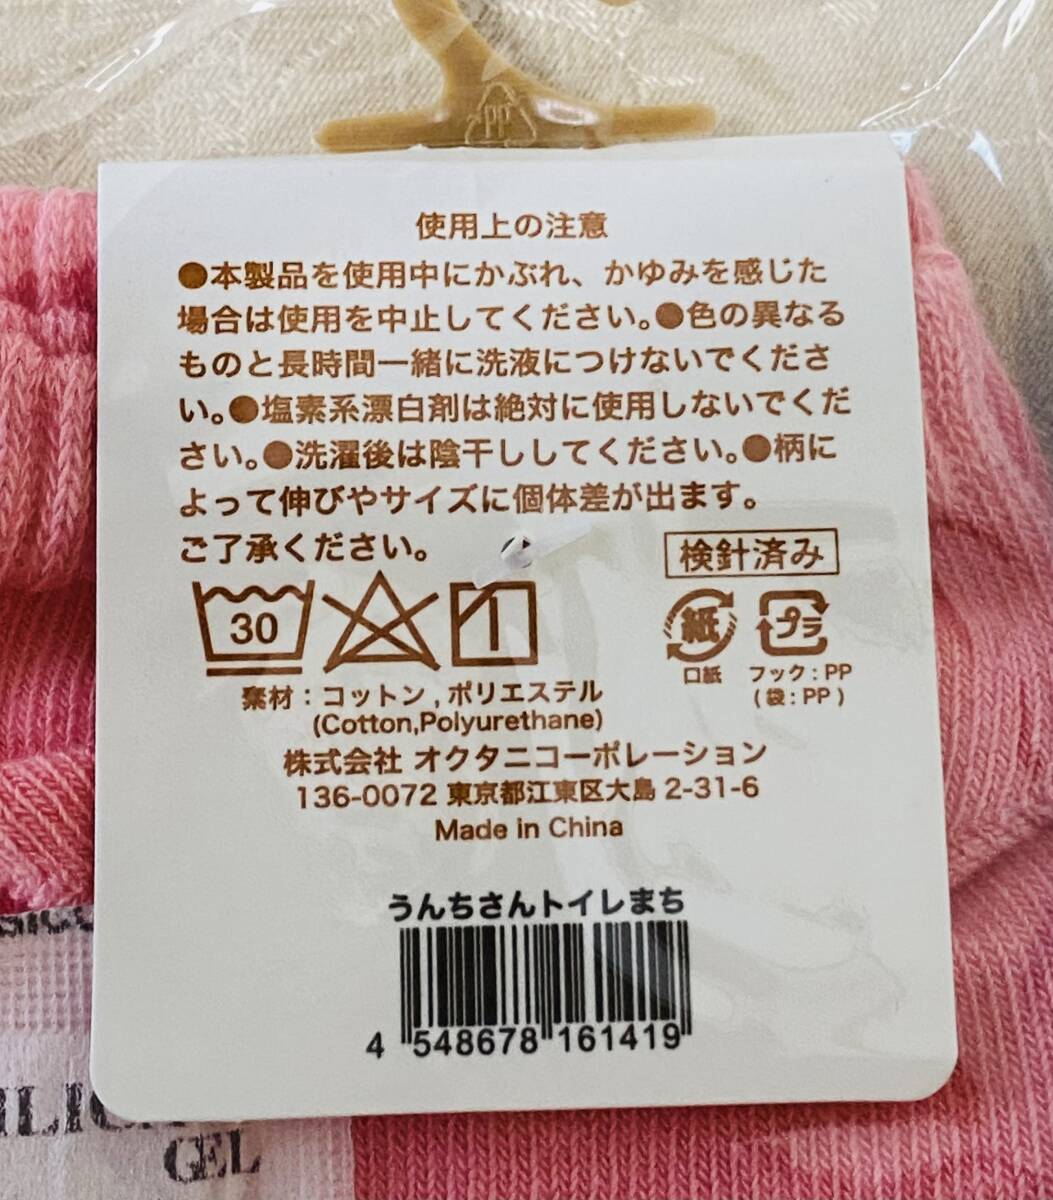 PP
使用上の注意
●本製品を使用中にかぶれ、かゆみを感じた
場合は使用を中止してください。●色の異なる
ものと長時間一緒に洗液につけないでくださ
い。●塩素系漂白剤は絶対に使用しないでくだ
さい。●洗濯後は陰干ししてください。●柄に
よって伸びやサイズに個体差が出ます。
ご了承ください。
検針済み
30
紙
プラ
口紙
フック:PP
(袋:PP)
素材:コットン,ポリエステル
(Cotton,Polyurethane)
株式会社 オクタニコーポレーション
136-0072 東京都江東区大島 2-31-6
Made in China
うんちさんトイレまち
4 548678 161419
GEL